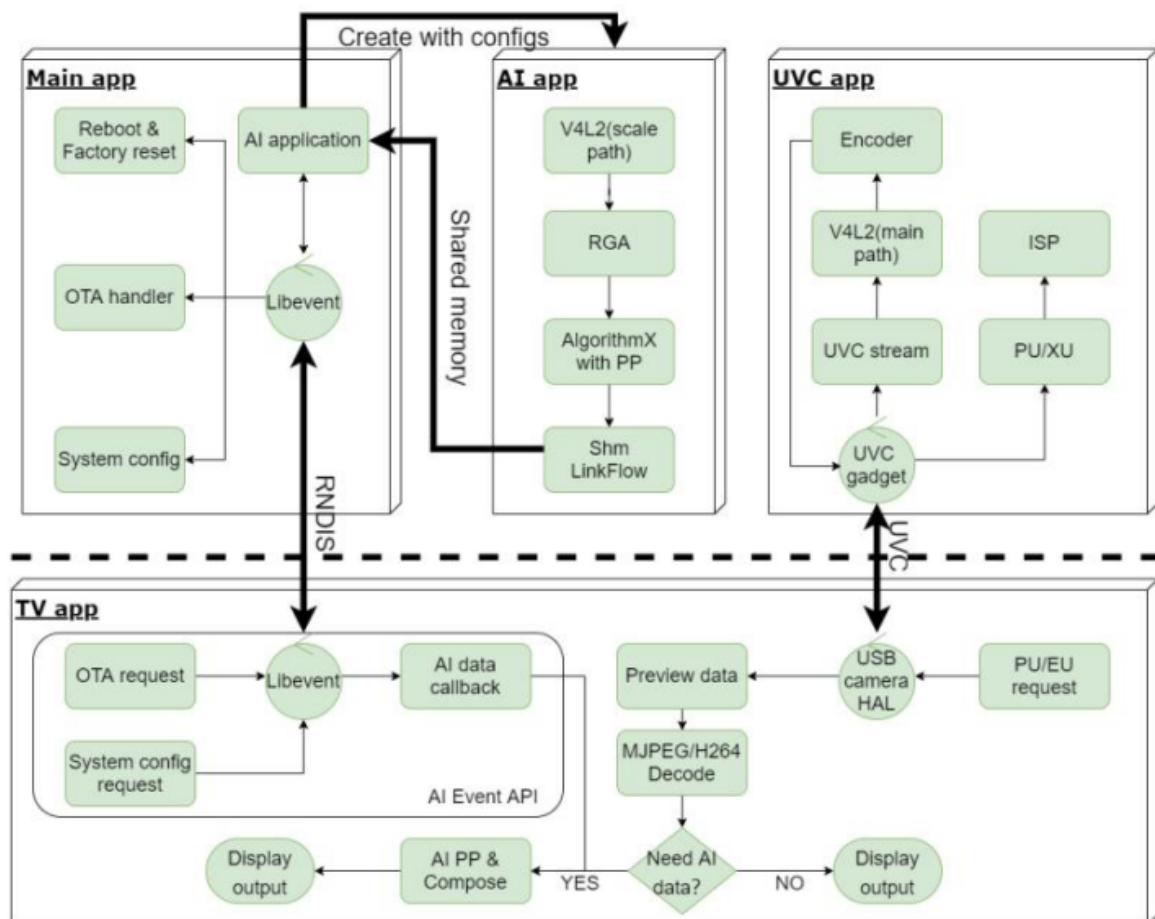 Create with configs
Main app
Reboot &
Factory reset
AI application
OTA handler
Libevent
System config
Shared memory
RNDIS
AI app
V4L2(scale
path)
RGA
AlgorithmX
with PP
Shm
LinkFlow
UVC app
Encoder
V4L2(main
path)
ISP
UVC stream
PU/XU
UVC
gadget
UVC
TV app
OTA request
Libevent
AI data
callback
System config
request
AI Event API
Preview data
USB
camera
HAL
PU/EU
request
MJPEG/H264
Decode
Display
output
AI PP &
Compose
YES
Need AI
data?
NO
Display
output